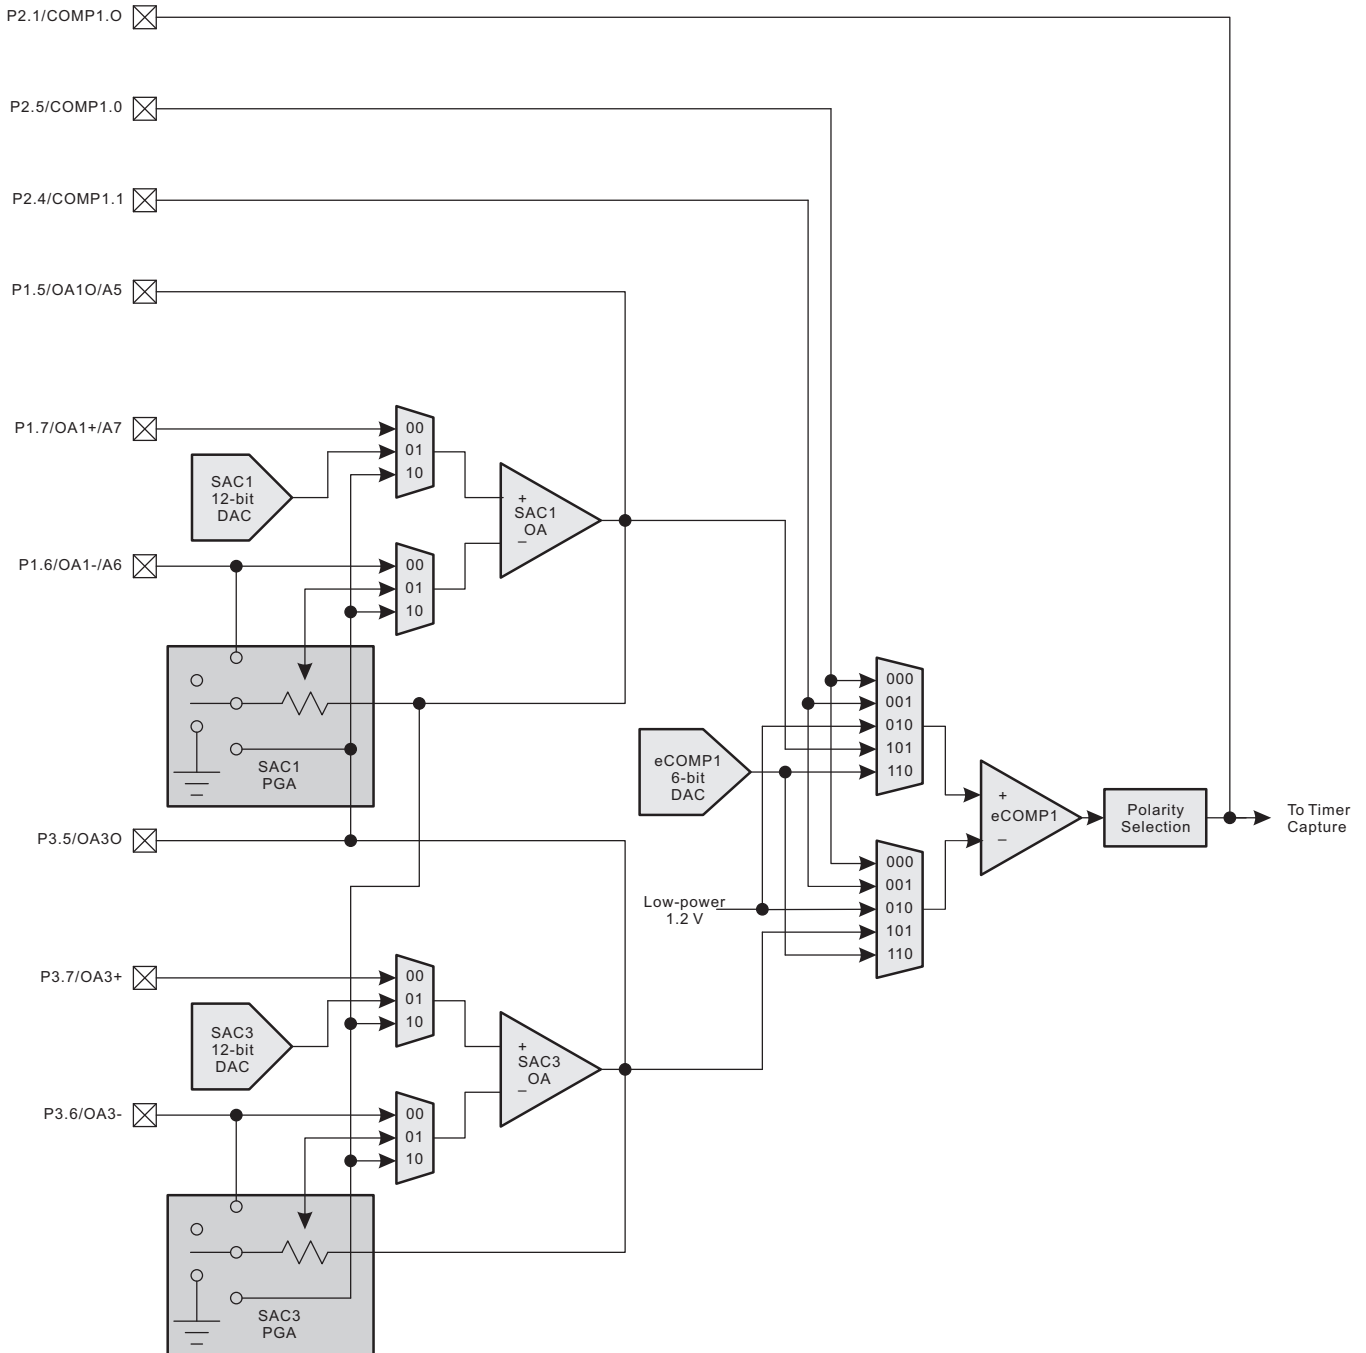 P2.1/COMP1.O
P2.5/COMP1.0
P2.4/COMP1.1
P1.5/OA1O/A5
P1.7/OA1+/A7
00
01
10
SAC1
12-bit
DAC
+
SAC1
OA
–
P1.6/OA1-/A6
00
01
10
SAC1
PGA
P3.5/OA3O
eCOMP1
6-bit
DAC
000
001
010
101
110
+
eCOMP1
–
Polarity
Selection
To Timer
Capture
Low-power
1.2 V
000
001
010
101
110
P3.7/OA3+
00
01
10
SAC3
12-bit
DAC
+
SAC3
OA
–
P3.6/OA3-
00
01
10
SAC3
PGA